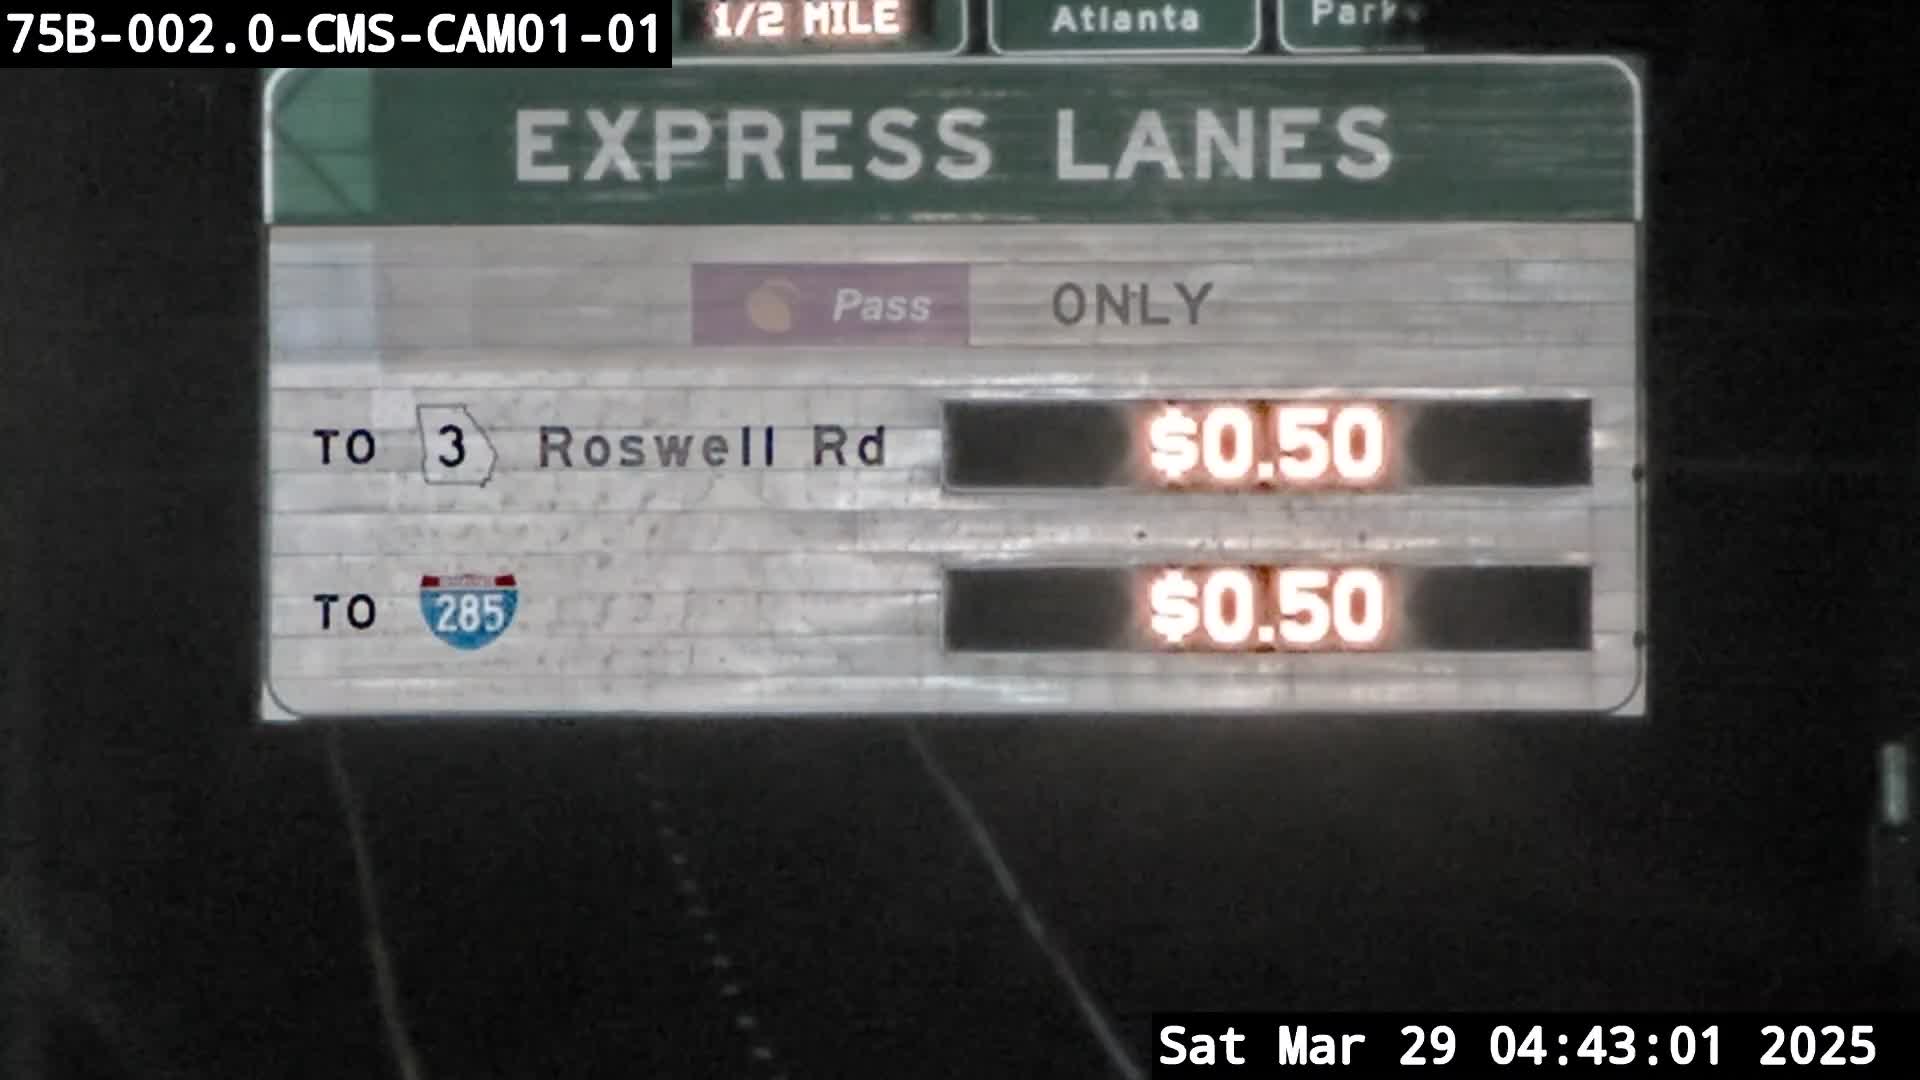 75B-002.0-CMS-CAM01-01
1/2 MILE
Atlanta
Park
EXPRESS LANES
Pass ONLY
TO 3 Roswell Rd $0.50
TO 285 $0.50
Sat Mar 29 04:43:01 2025